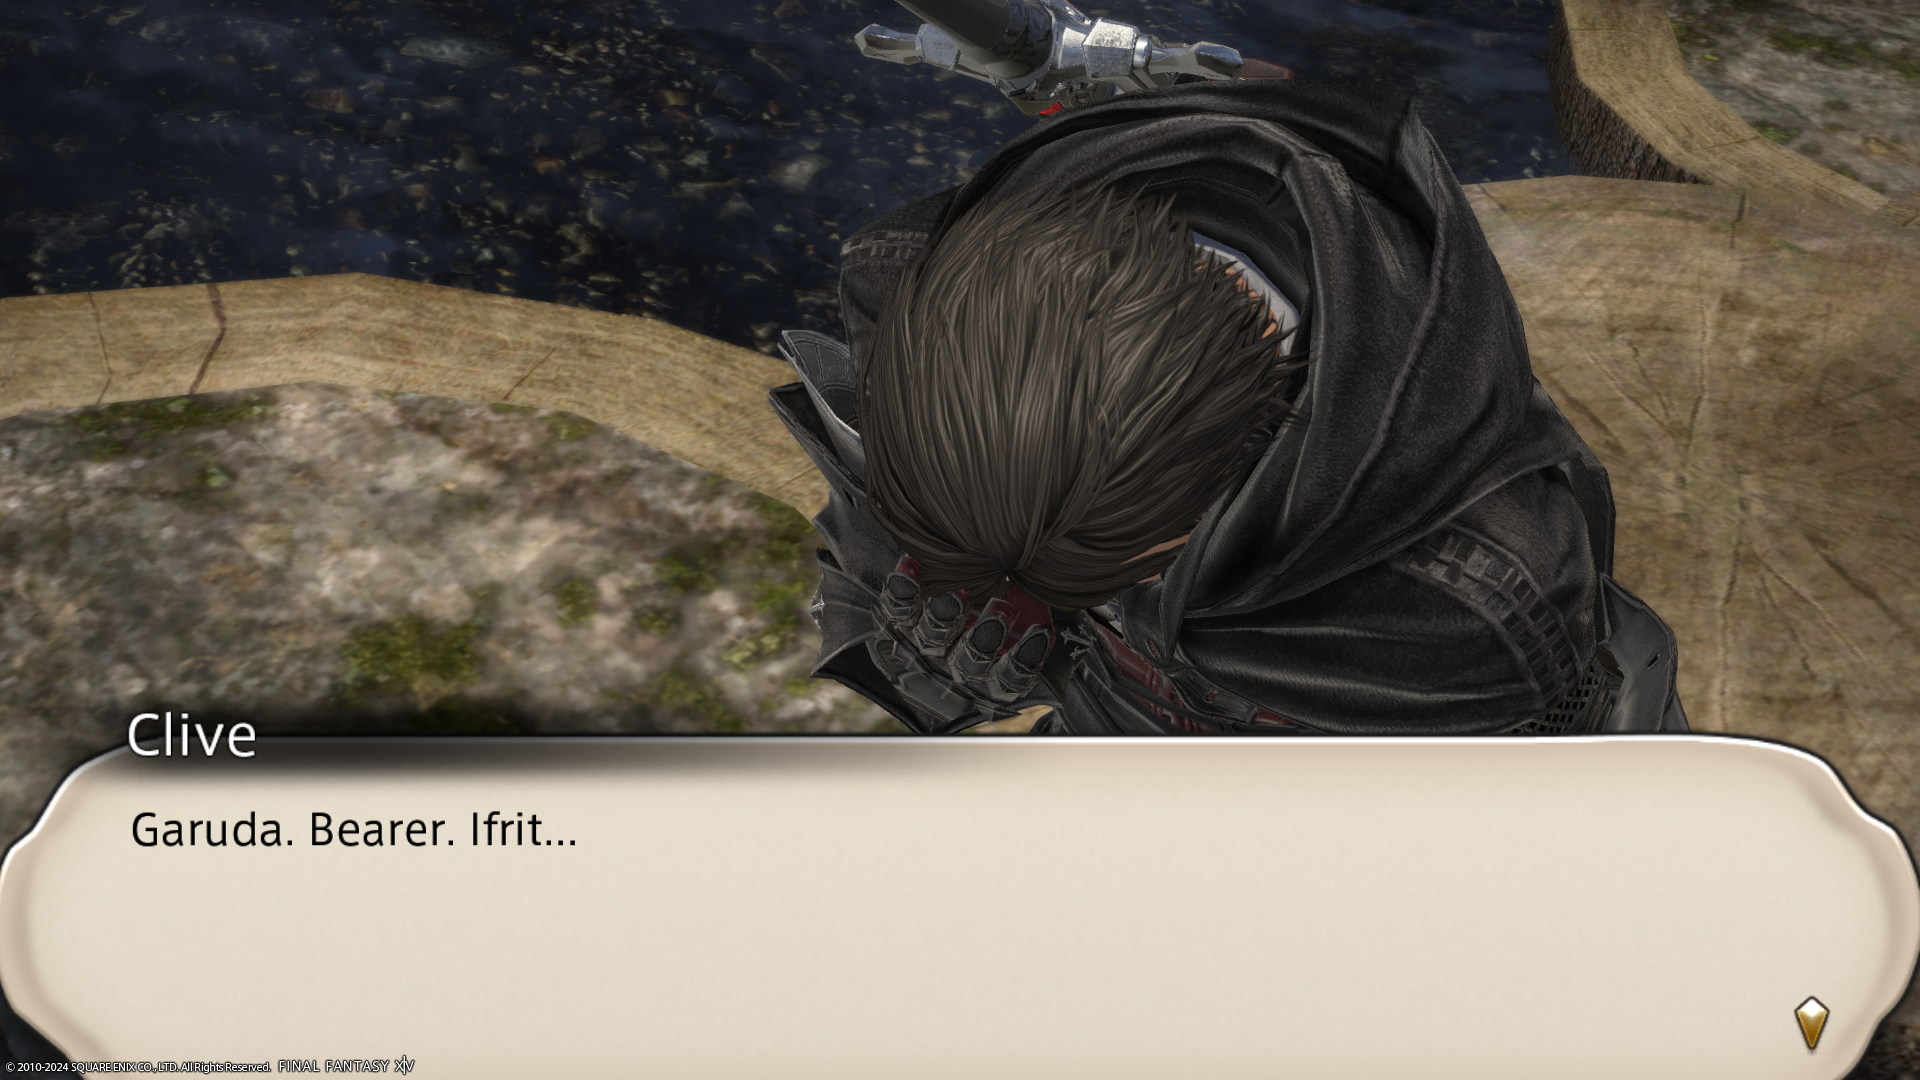 Clive
Garuda. Bearer. Ifrit...
© 2010-2024 SQUARE ENIX CO., LTD. All Rights Reserved. FINAL FANTASY XIV